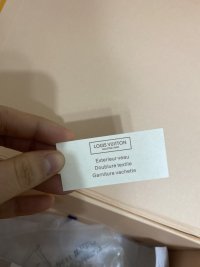 LOUIS VUITTON
Extérieur veau
Doublure textile
Garniture vachette